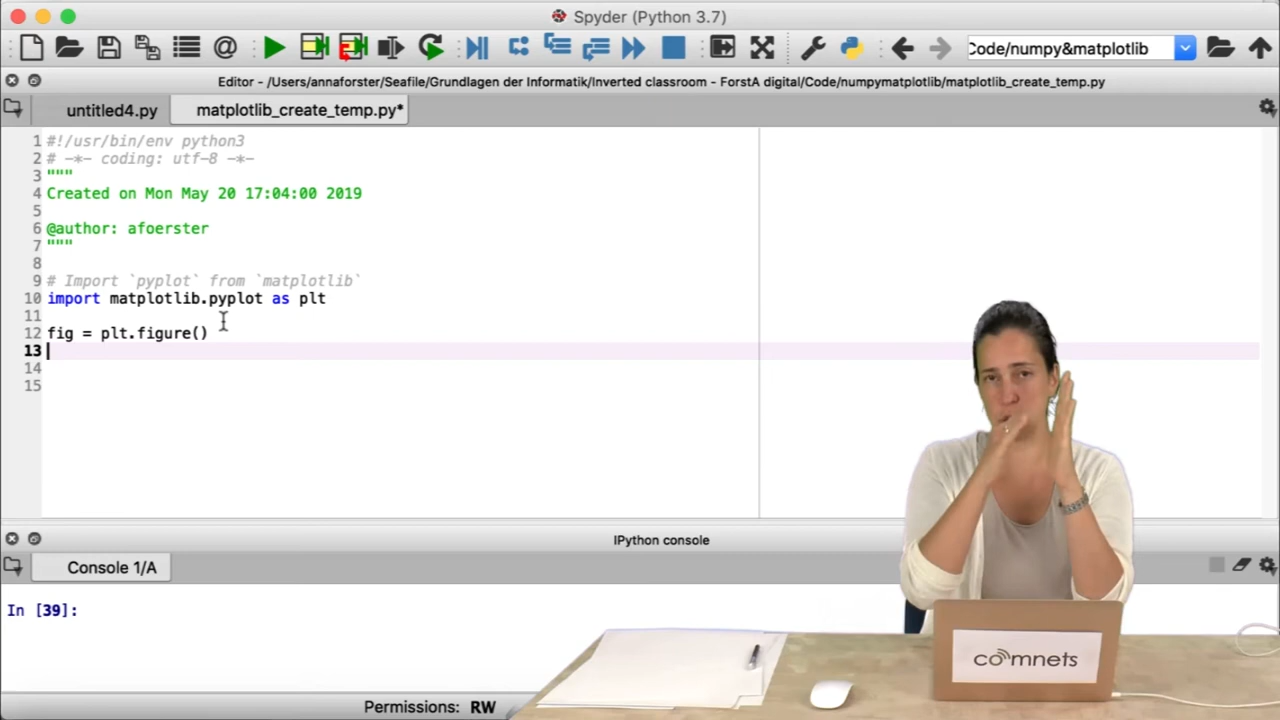 Spyder (Python 3.7)
Code/numpy&matplotlib
Editor - /Users/annaforster/Seafile/Grundlagen der Informatik/Inverted classroom - ForstA digital/Code/numpymatplotlib/matplotlib_create_temp.py
untitled4.py
matplotlib_create_temp.py*
1 #!/usr/bin/env python3
2 # -*- coding: utf-8 -*-
3 """
4 Created on Mon May 20 17:04:00 2019
5
6 @author: afoerster
7 """
8
9 # Import `pyplot` from `matplotlib`
10 import matplotlib.pyplot as plt
11
12 fig = plt.figure()
13
14
15
IPython console
Console 1/A
In [39]:
Permissions: RW
comnets